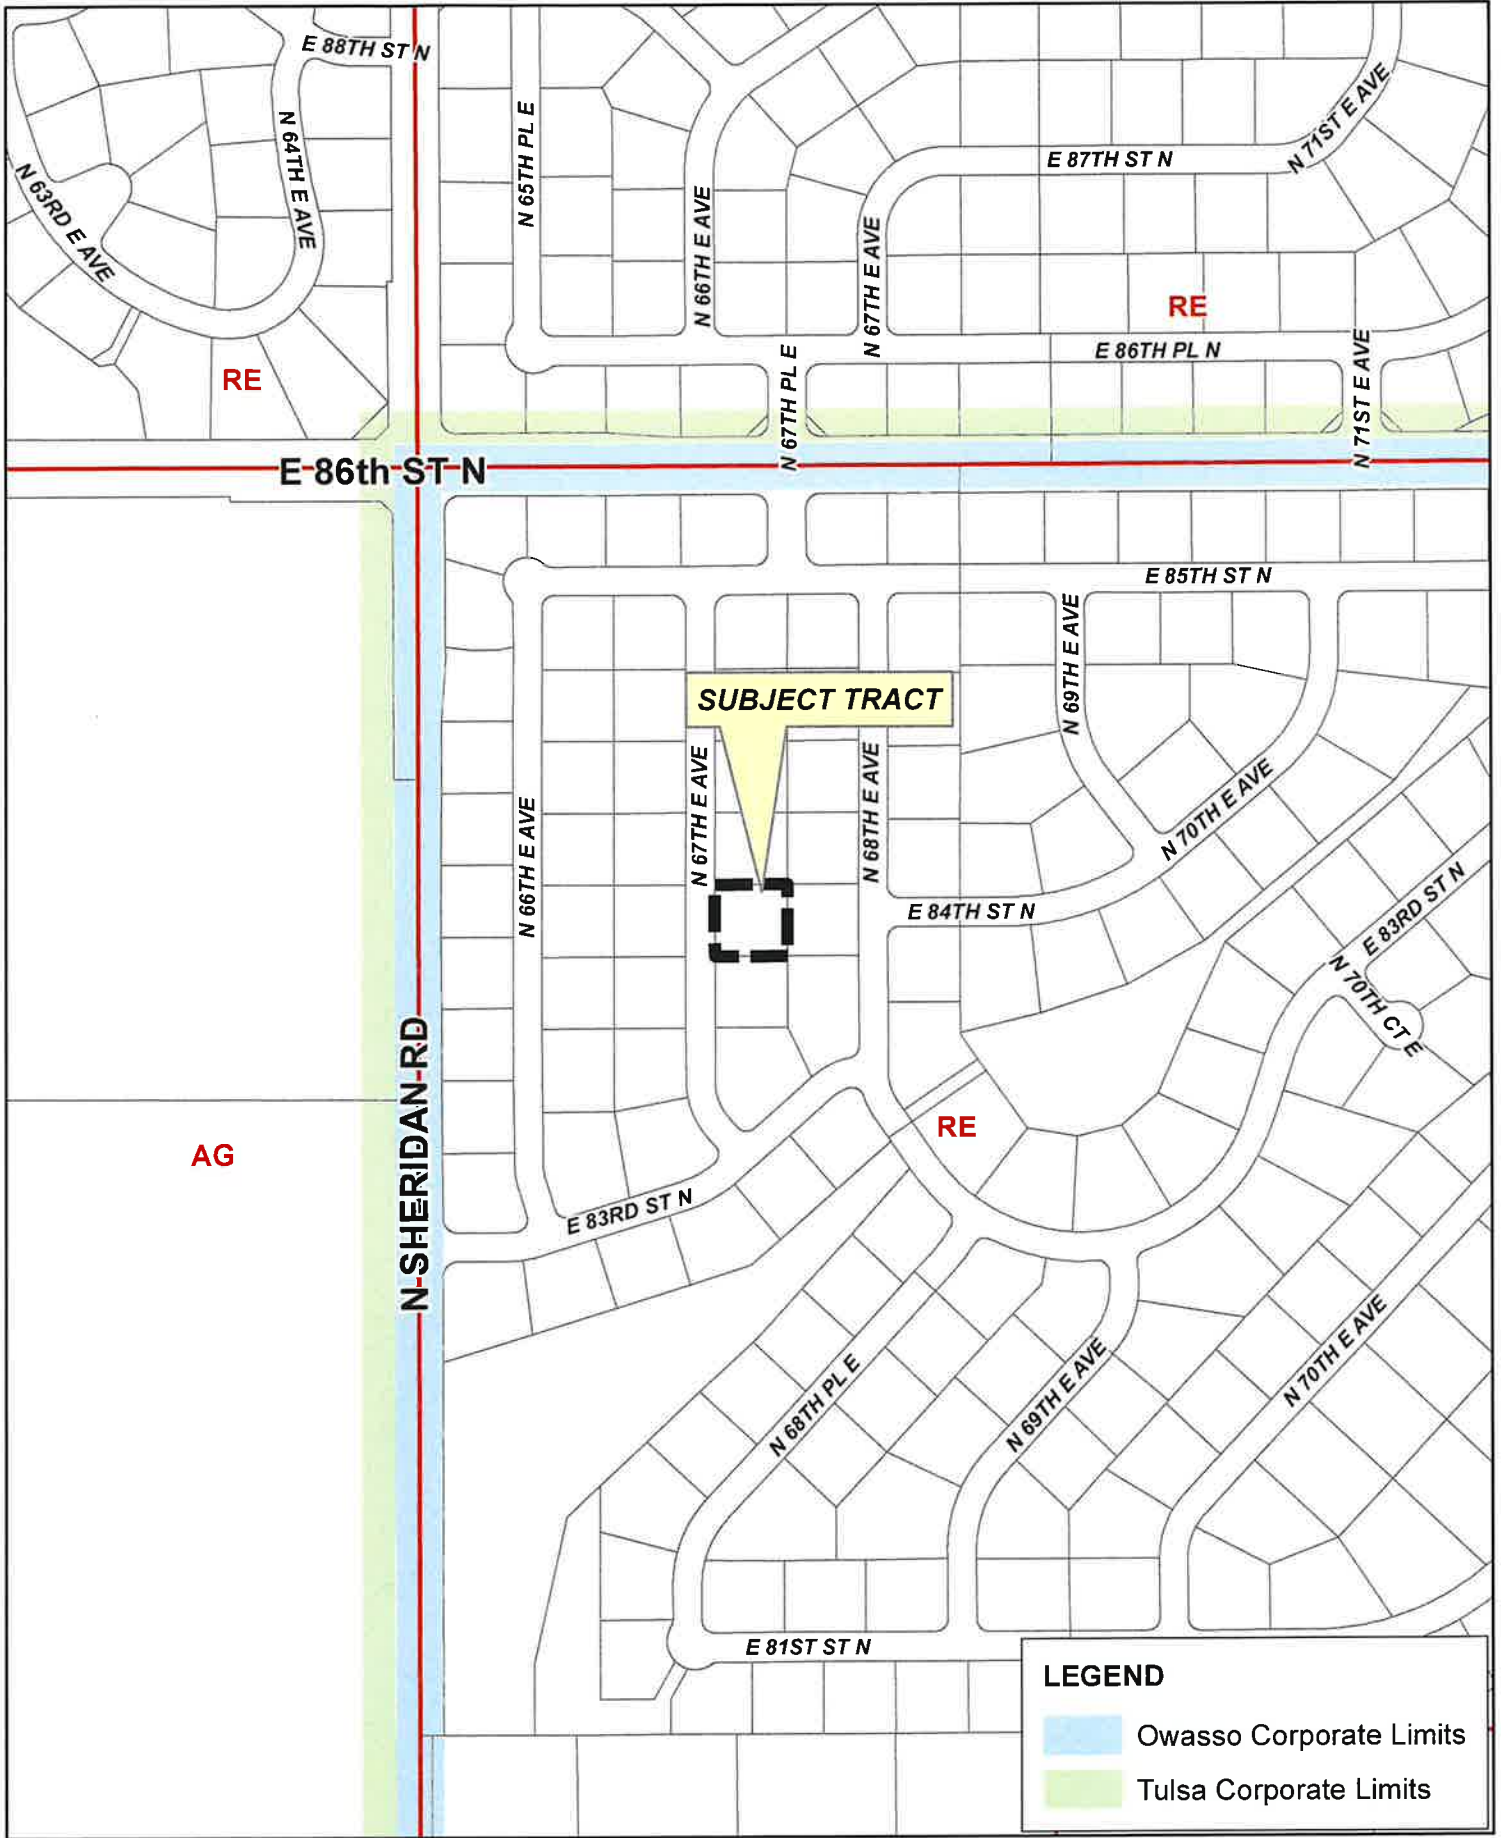 E 88TH ST N
N 64TH E AVE
N 63RD E AVE
N 65TH PL E
N 66TH E AVE
N 67TH E AVE
E 87TH ST N
N 71ST E AVE
RE
RE
E 86TH PL N
N 67TH PL E
N 71ST E AVE
E 86th ST N
E 85TH ST N
N 69TH E AVE
SUBJECT TRACT
N 66TH E AVE
N 67TH E AVE
N 68TH E AVE
N 70TH E AVE
E 84TH ST N
E 83RD ST N
N 70TH CT E
N SHERIDAN RD
AG
RE
E 83RD ST N
N 68TH PL E
N 69TH E AVE
N 70TH E AVE
E 81ST ST N
LEGEND
Owasso Corporate Limits
Tulsa Corporate Limits